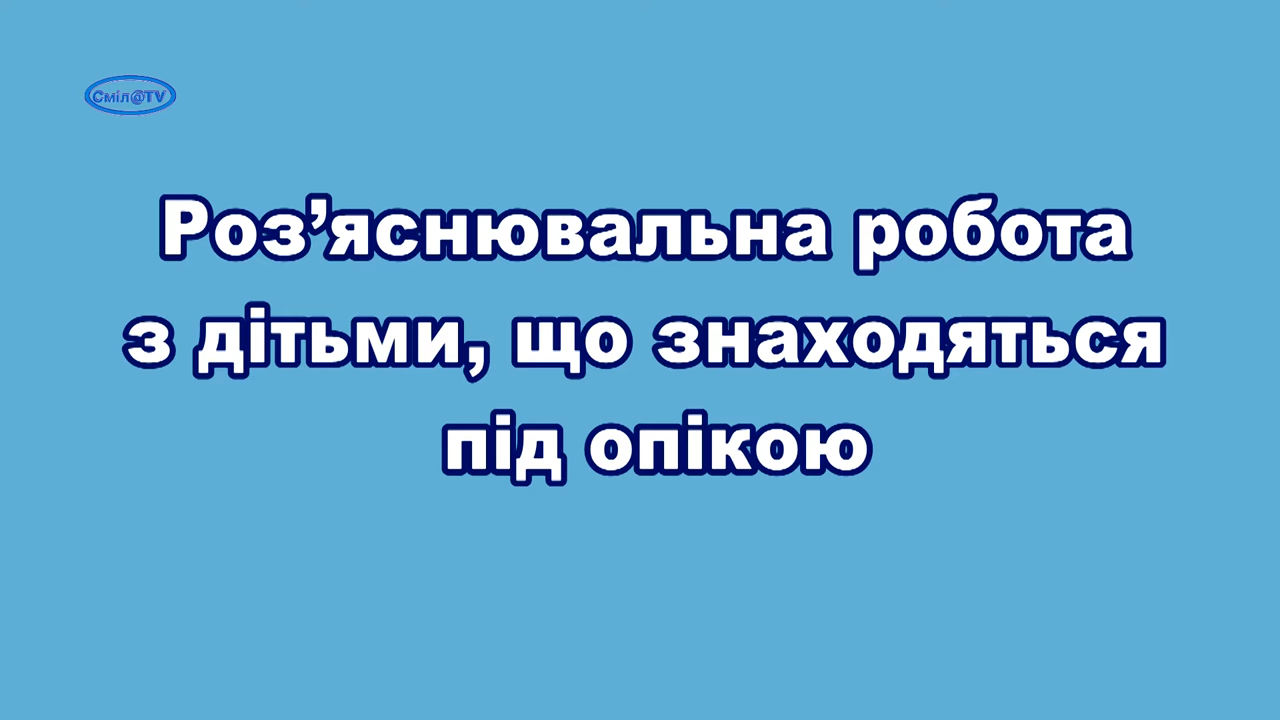 Сміл@TV
Роз’яснювальна робота
з дітьми, що знаходяться
під опікою